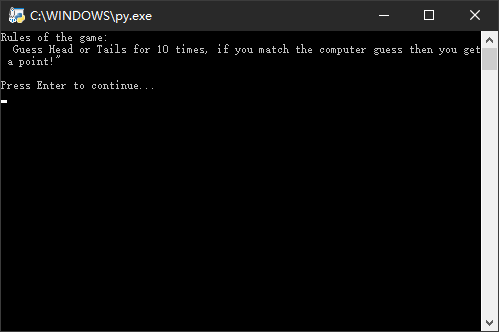 C:\WINDOWS\py.exe
Rules of the game:
Guess Head or Tails for 10 times, if you match the computer guess then you get
a point!"
Press Enter to continue...